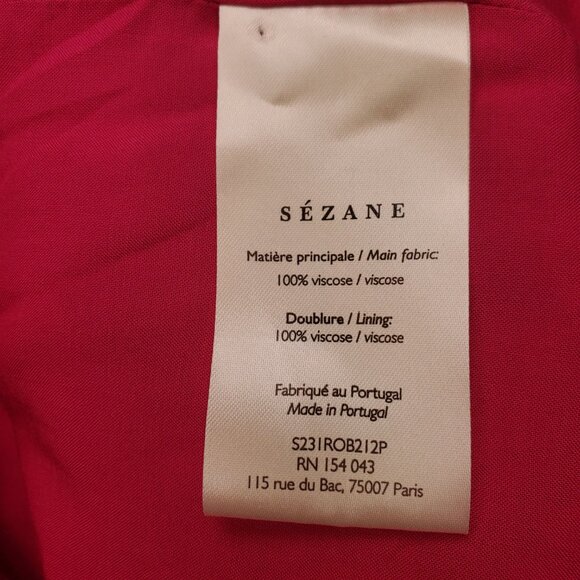 SÉZANE
Matière principale / Main fabric:
100% viscose / viscose
Doublure / Lining:
100% viscose / viscose
Fabriqué au Portugal
Made in Portugal
S231ROB212P
RN 154 043
115 rue du Bac, 75007 Paris